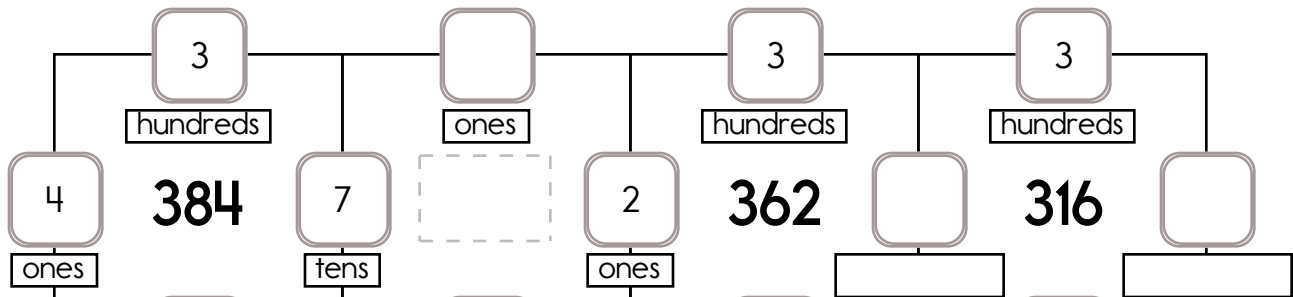 3 3 3
hundreds ones hundreds hundreds
4 384 7 2 362 316
ones tens ones